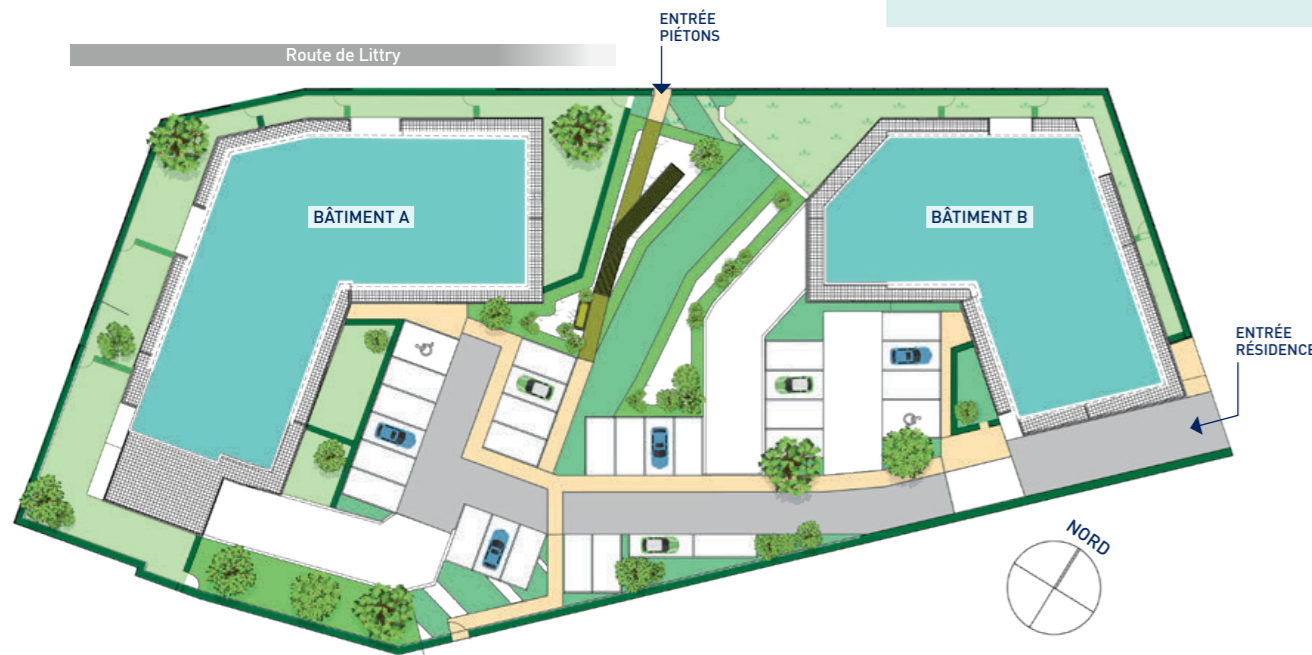 ENTRÉE
PIÉTONS
Route de Littry
BÂTIMENT A
BÂTIMENT B
ENTRÉE
RÉSIDENCE
NORD